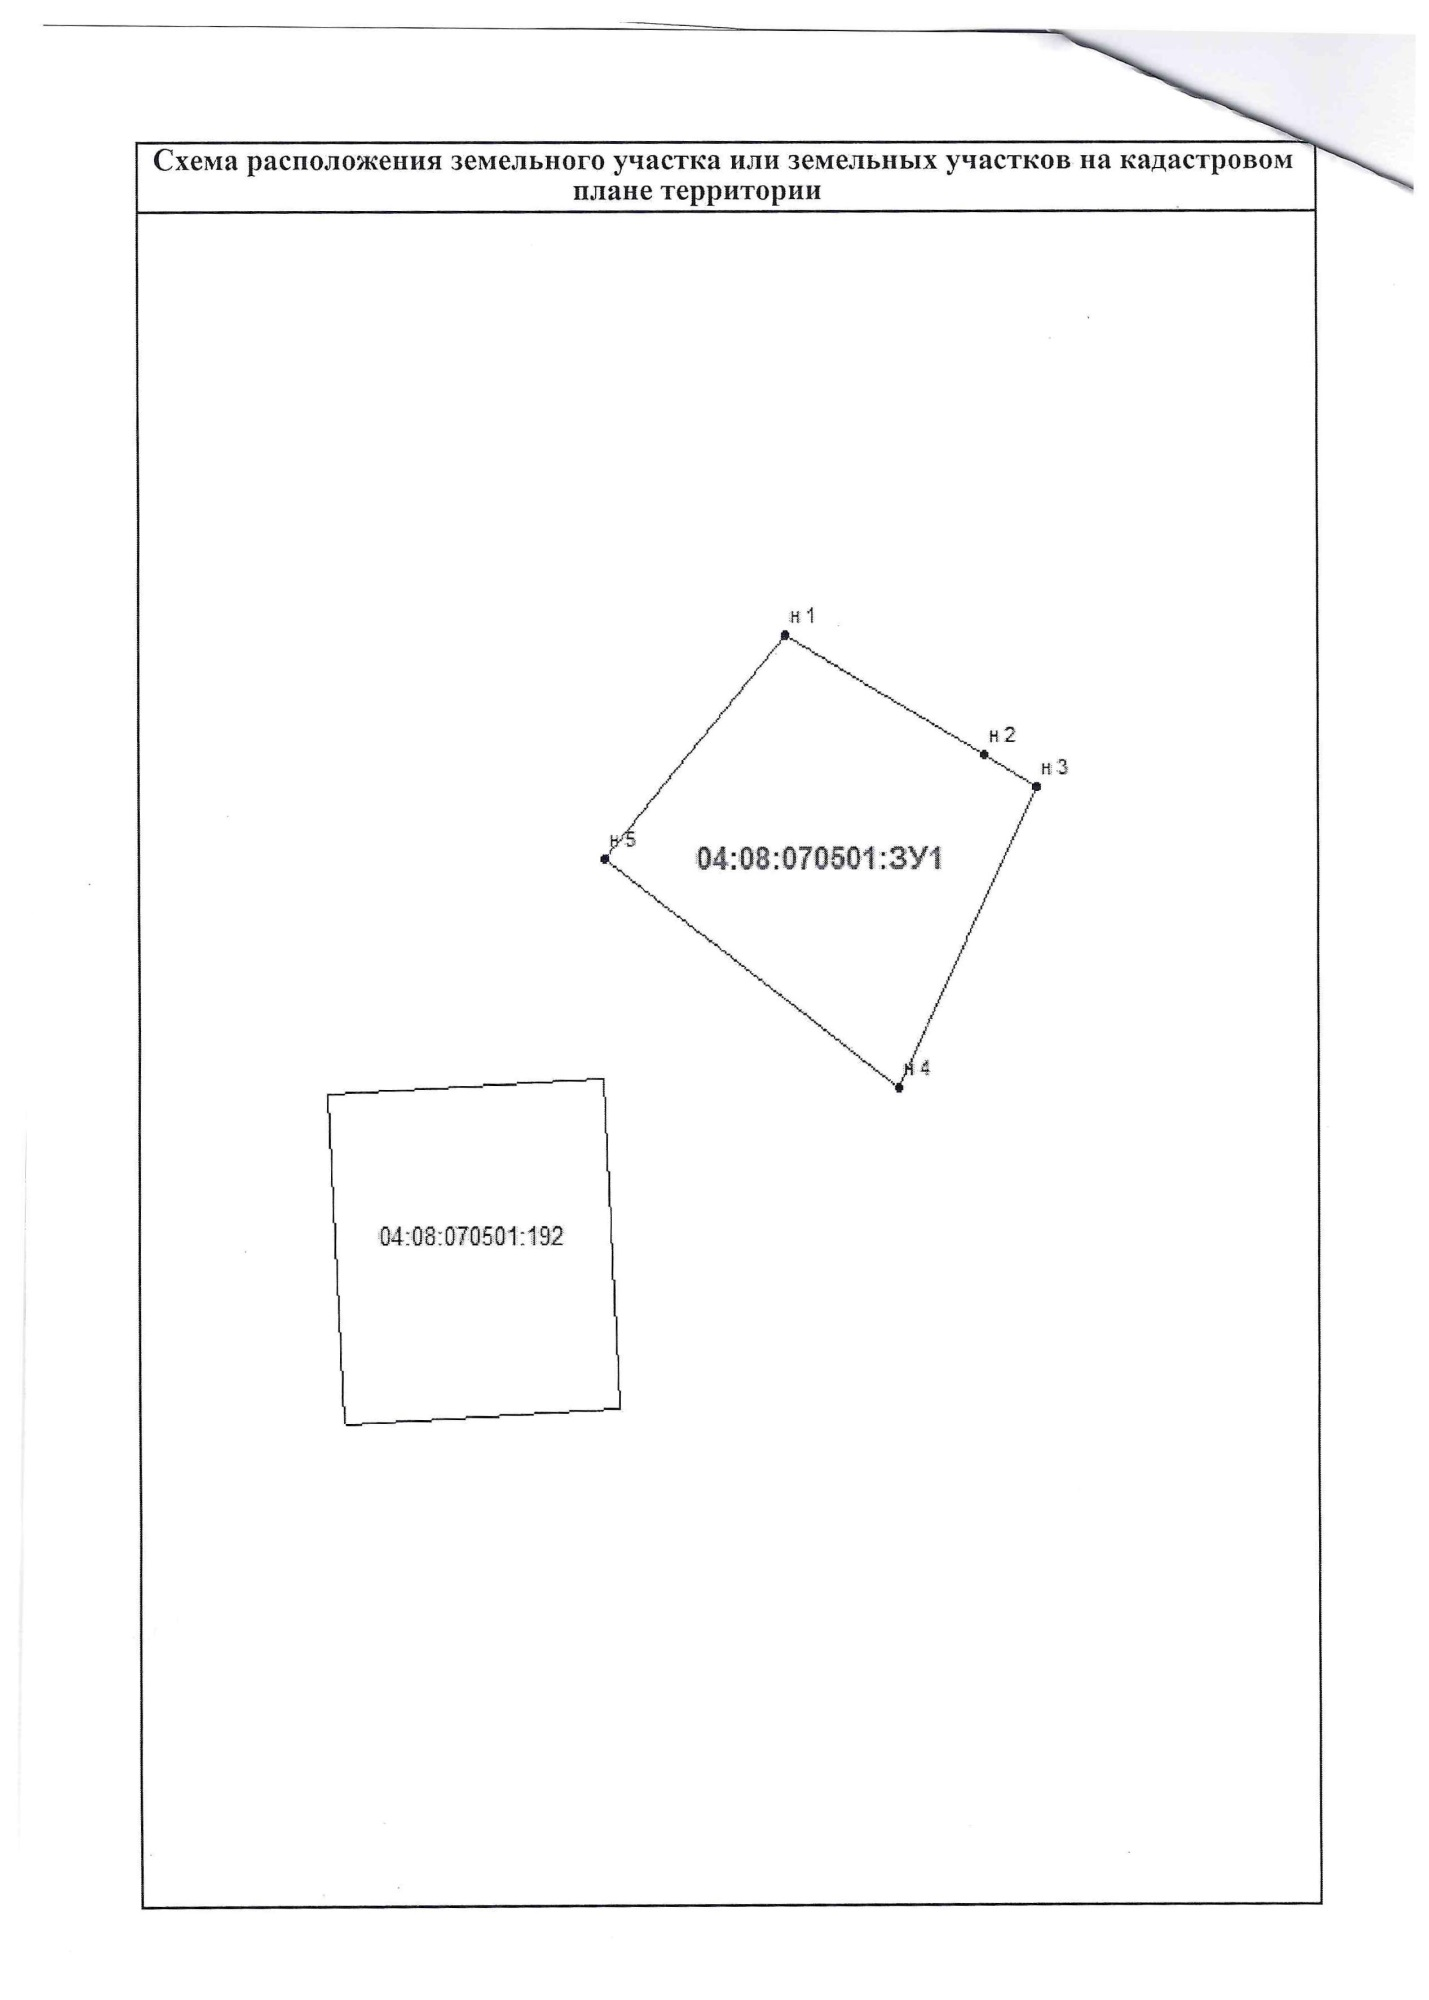 Схема расположения земельного участка или земельных участков на кадастровом
плане территории
н 1
н 2
н 3
н 5
04:08:070501:ЗУ1
н 4
04:08:070501:192